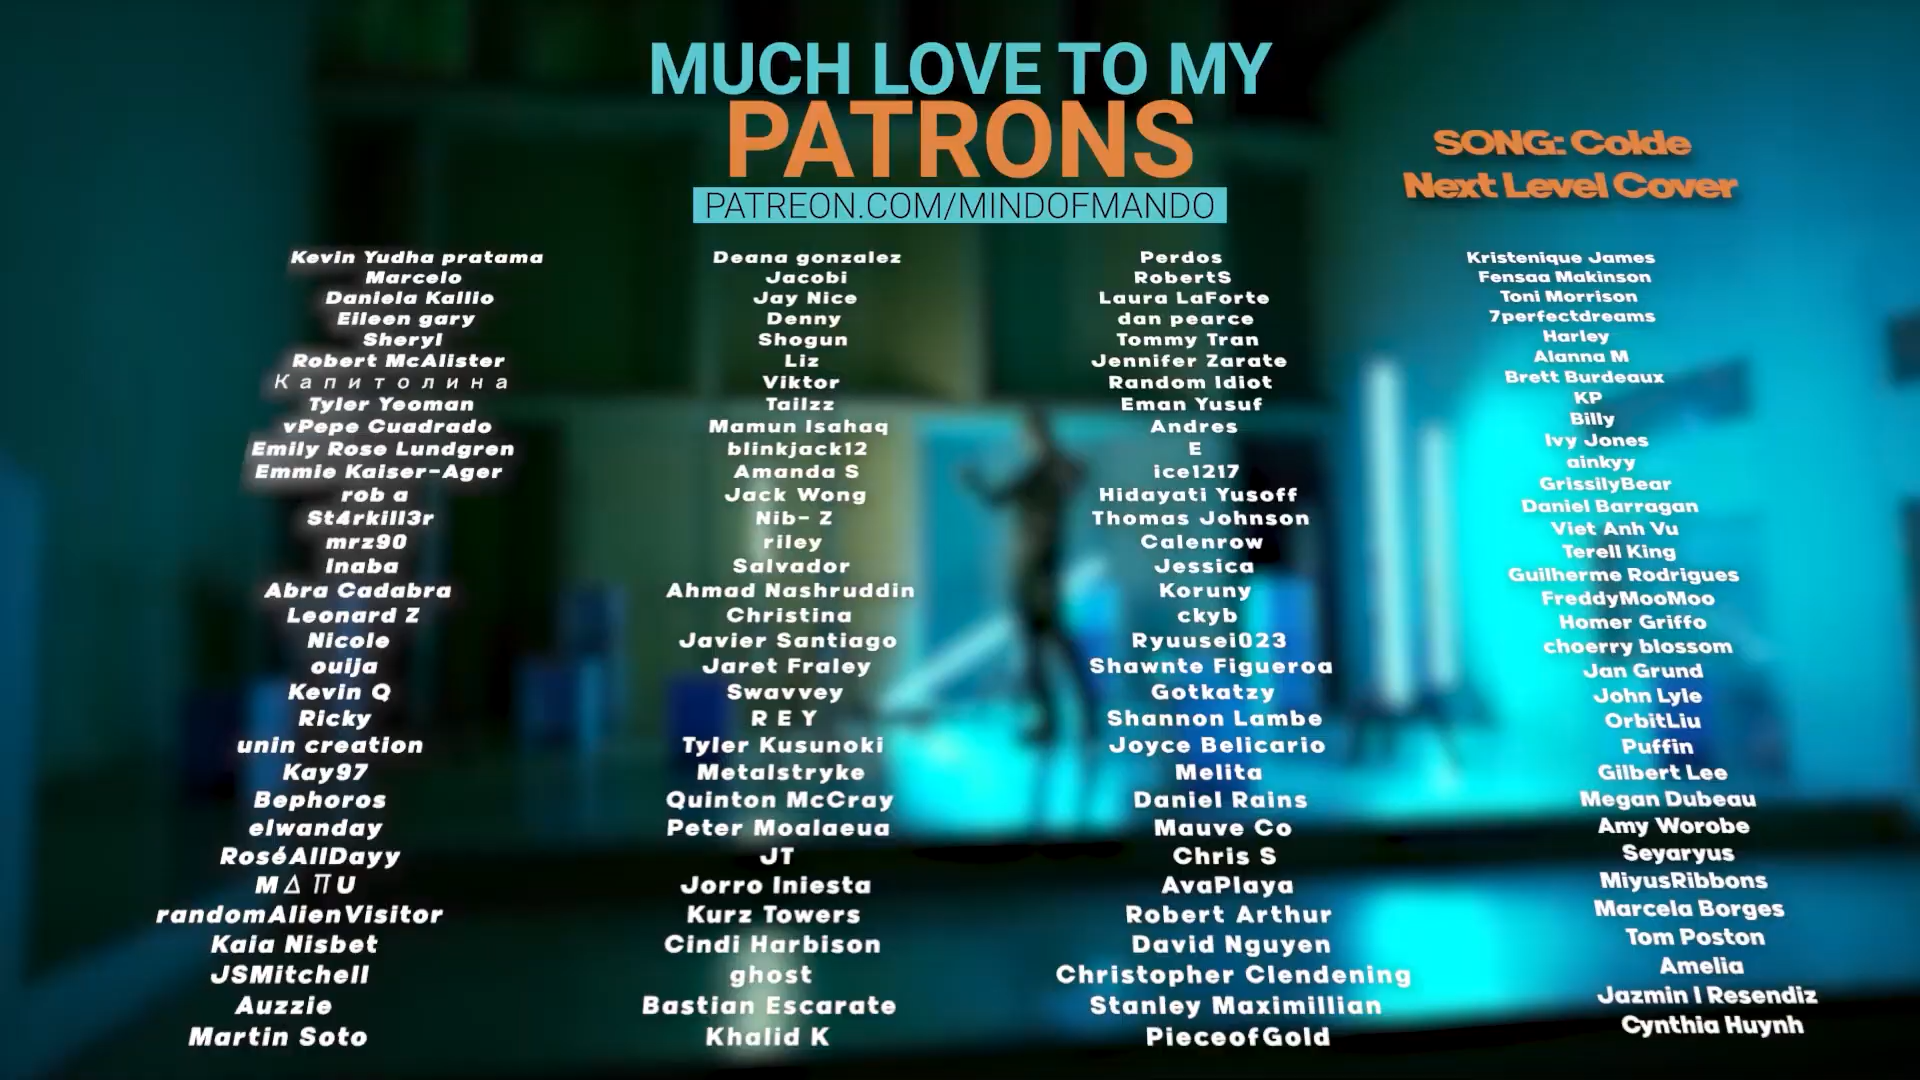 MUCH LOVE TO MY
PATRONS
PATREON.COM/MINDOFMANDO
SONG: Colde
Next Level Cover
Kevin Yudha pratama
Marcelo
Daniela Kallio
Eileen gary
Sheryl
Robert McAlister
Капитолина
Tyler Yeoman
vPepe Cuadrado
Emily Rose Lundgren
Emmie Kaiser-Ager
rob a
St4rkill3r
mrz90
Inaba
Abra Cadabra
Leonard Z
Nicole
ouija
Kevin Q
Ricky
unin creation
Kay97
Bephoros
elwanday
RoséAllDayy
M∆πU
randomAlienVisitor
Kaia Nisbet
JSMitchell
Auzzie
Martin Soto
Deana gonzalez
Jacobi
Jay Nice
Denny
Shogun
Liz
Viktor
Tailzz
Mamun Isahaq
blinkjack12
Amanda S
Jack Wong
Nib- Z
riley
Salvador
Ahmad Nashruddin
Christina
Javier Santiago
Jaret Fraley
Swavvey
R E Y
Tyler Kusunoki
Metalstryke
Quinton McCray
Peter Moalaeua
JT
Jorro Iniesta
Kurz Towers
Cindi Harbison
ghost
Bastian Escarate
Khalid K
Perdos
RobertS
Laura LaForte
dan pearce
Tommy Tran
Jennifer Zarate
Random Idiot
Eman Yusuf
Andres
E
ice1217
Hidayati Yusoff
Thomas Johnson
Calenrow
Jessica
Koruny
ckyb
Ryuusei023
Shawnte Figueroa
Gotkatzy
Shannon Lambe
Joyce Belicario
Melita
Daniel Rains
Mauve Co
Chris S
AvaPlaya
Robert Arthur
David Nguyen
Christopher Clendening
Stanley Maximillian
PieceofGold
Kristenique James
Fensaa Makinson
Toni Morrison
7perfectdreams
Harley
Alanna M
Brett Burdeaux
KP
Billy
Ivy Jones
ainkyy
GrissilyBear
Daniel Barragan
Viet Anh Vu
Terell King
Guilherme Rodrigues
FreddyMooMoo
Homer Griffo
choerry blossom
Jan Grund
John Lyle
OrbitLiu
Puffin
Gilbert Lee
Megan Dubeau
Amy Worobe
Seyaryus
MiyusRibbons
Marcela Borges
Tom Poston
Amelia
Jazmin I Resendiz
Cynthia Huynh